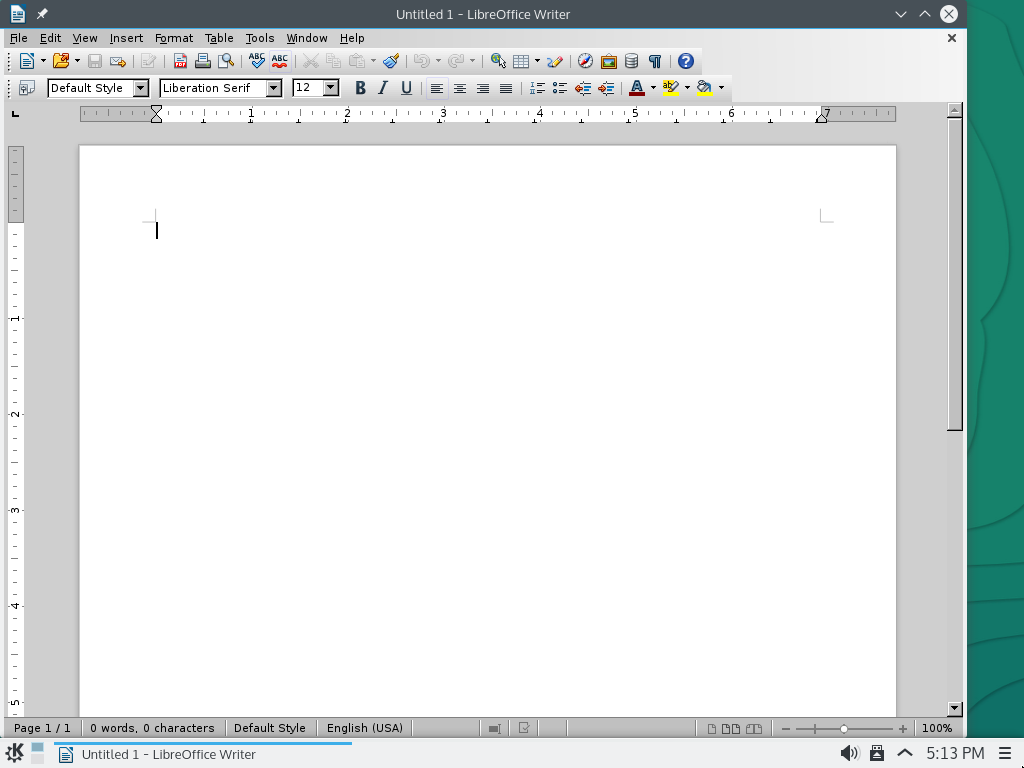 Untitled 1 - LibreOffice Writer
File Edit View Insert Format Table Tools Window Help
Default Style Liberation Serif 12
1 2 3 4 5 6 7
1
2
3
4
5
Page 1 / 1 0 words, 0 characters Default Style English (USA) 100%
Untitled 1 - LibreOffice Writer 5:13 PM